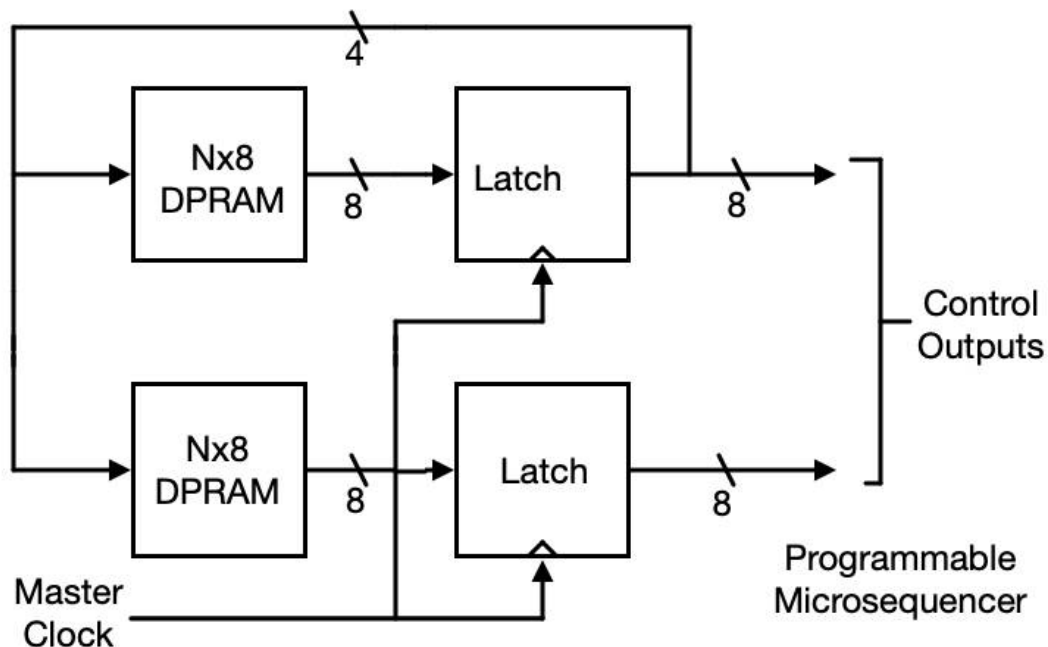 4
Nx8
DPRAM
8
Latch
8
Control
Outputs
Nx8
DPRAM
8
Latch
8
Programmable
Microsequencer
Master
Clock